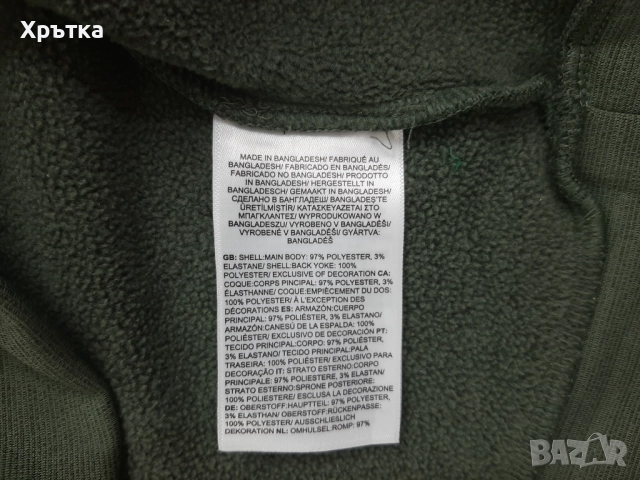 Хрътка
MADE IN BANGLADESH/ FABRIQUÉ AU
BANGLADESH/ FABRICADO EN BANGLADÉS/
FABRICADO NO BANGLADESH/ PRODOTTO
IN BANGLADESH/ HERGESTELLT IN
BANGLADESCH/ GEMAAKT IN BANGLADESH/
СДЕЛАНО В БАНГЛАДЕШ/ BANGLADEŞ'TE
ÜRETİLMİŞTİR/ ΚΑΤΑΣΚΕΥΑΖΕΤΑΙ ΣΤΟ
ΜΠΑΓΚΛΑΝΤΕΣ/ WYPRODUKOWANO W
BANGLADESZU/ VYROBENO V BANGLADÉŠI/
VYROBENÉ V BANGLADÉŠI/ GYÁRTVA:
BANGLADÉS
GB: SHELL:MAIN BODY: 97% POLYESTER, 3%
ELASTANE/ SHELL:BACK YOKE: 100%
POLYESTER/ EXCLUSIVE OF DECORATION CA:
COQUE:CORPS PINCIPAL: 97% POLYESTER, 3%
ÉLASTHANNE/ COQUE:EMPIÈCEMENT DU DOS:
100% POLYESTER/ À L'EXCEPTION DES
DÉCORATIONS ES: ARMAZÓN:CUERPO
PRINCIPAL: 97% POLIÉSTER, 3% ELASTANO/
ARMAZÓN:CANESÚ DE LA ESPALDA: 100%
POLIÉSTER/ EXCLUSIVO DE DECORACIÓN PT:
TECIDO PRINCIPAL:CORPO: 97% POLIÉSTER,
3% ELASTANO/ TECIDO PRINCIPAL:PALA
TRASEIRA: 100% POLIÉSTER/ EXCLUSIVO PARA
DECORAÇÃO IT: STRATO ESTERNO:CORPO
PRINCIPALE: 97% POLIESTERE, 3% ELASTAN/
STRATO ESTERNO:SPRONE POSTERIORE:
100% POLIESTERE/ ESCLUSA LA DECORAZIONE
DE: OBERSTOFF:HAUPTTEIL: 97% POLYESTER,
3% ELASTHAN/ OBERSTOFF:RÜCKENPASSE:
100% POLYESTER/ AUSSCHLIESSLICH
DEKORATION NL: OMHULSEL:ROMP: 97%
BAZAR